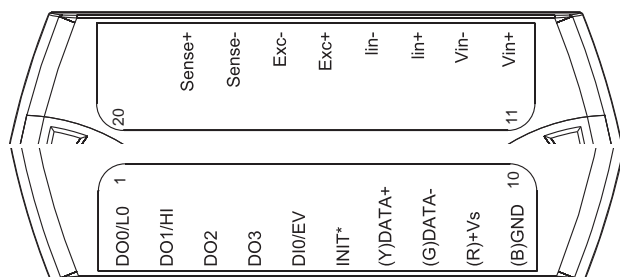 Sense+
Sense-
Exc-
Exc+
Iin-
Iin+
Vin-
Vin+
20
11
1
10
DO0/L0
DO1/HI
DO2
DO3
DI0/EV
INIT*
(Y)DATA+
(G)DATA-
(R)+Vs
(B)GND